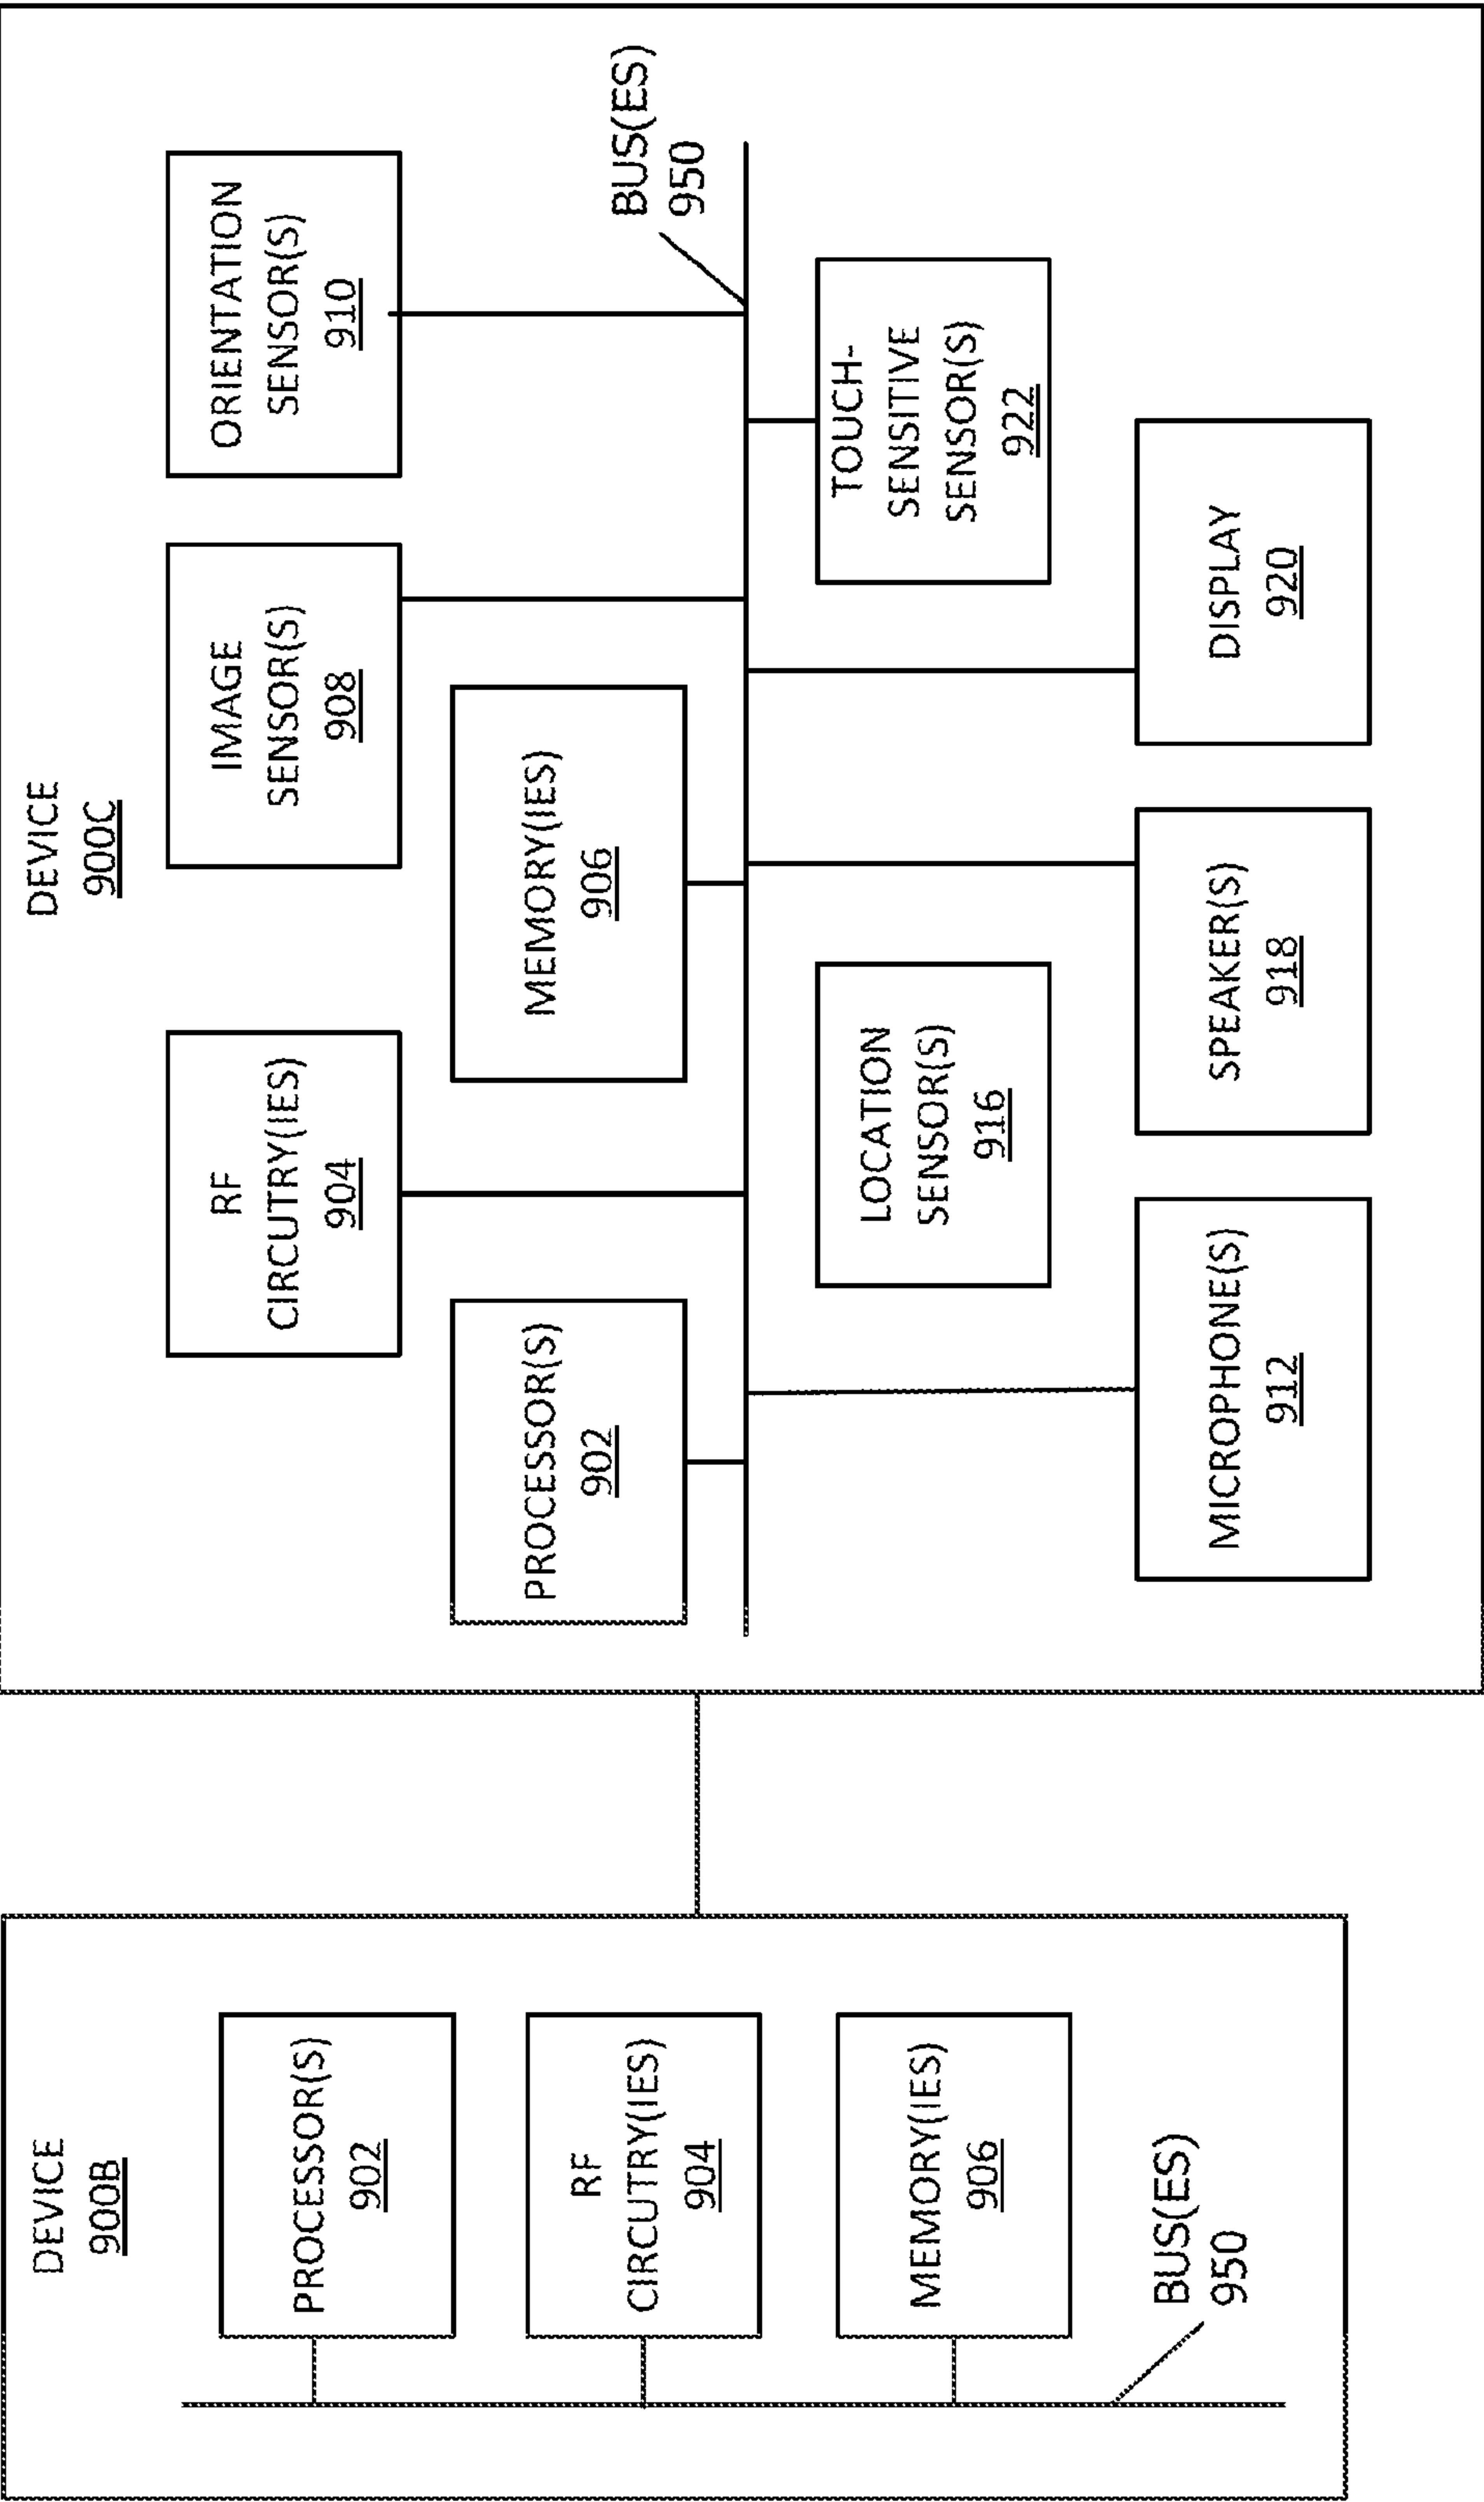 DEVICE
900B
PROCESSOR(S)
902
RF
CIRCUTRY(IES)
904
MEMORY(IES)
906
BUS(ES)
950
DEVICE
900C
RF
CIRCUTRY(IES)
904
IMAGE
SENSOR(S)
908
ORIENTATION
SENSOR(S)
910
PROCESSOR(S)
902
MEMORY(IES)
906
BUS(ES)
950
LOCATION
SENSOR(S)
916
TOUCH-
SENSITIVE
SENSOR(S)
922
MICROPHONE(S)
912
SPEAKER(S)
918
DISPLAY
920